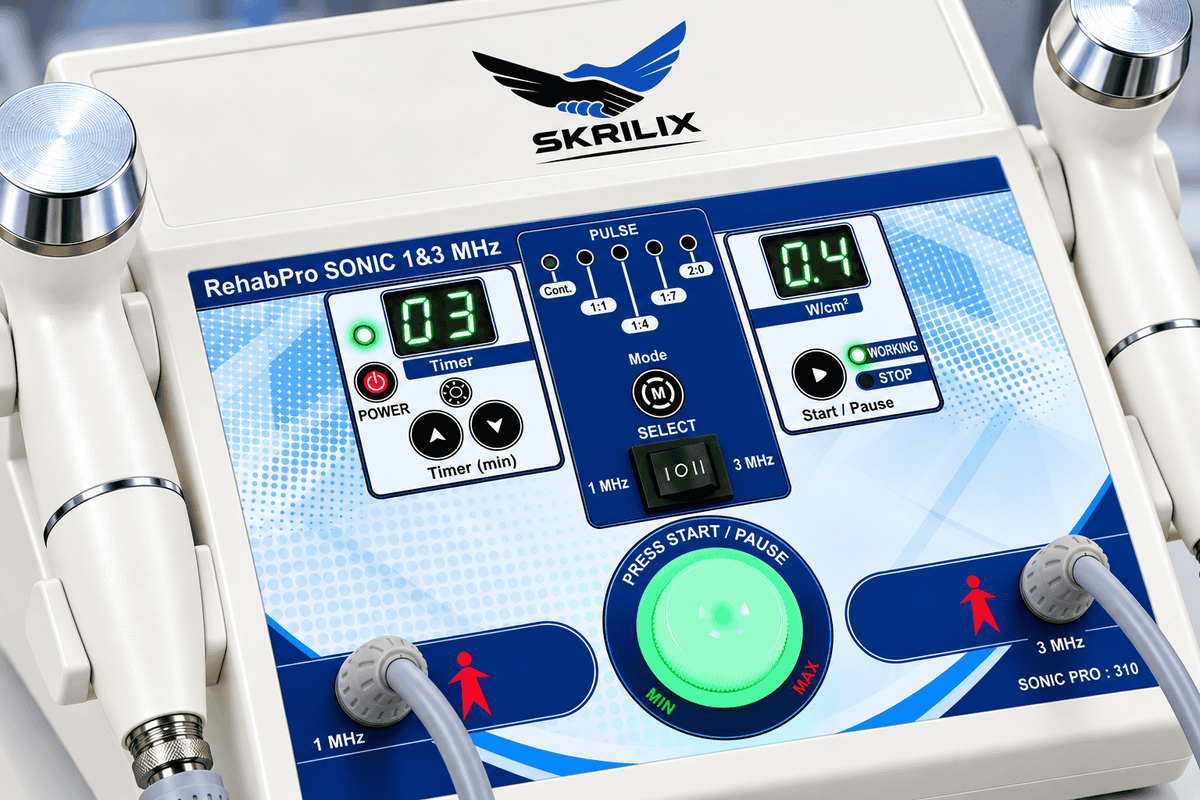 SKRILIX
RehabPro SONIC 1&3 MHz
03
Timer
POWER
Timer (min)
PULSE
Cont.
1:1
1:4
1:7
2:0
Mode
M
SELECT
1 MHz
IOII
3 MHz
0.4
W/cm²
WORKING
STOP
Start / Pause
PRESS START / PAUSE
MIN
MAX
1 MHz
3 MHz
SONIC PRO : 310